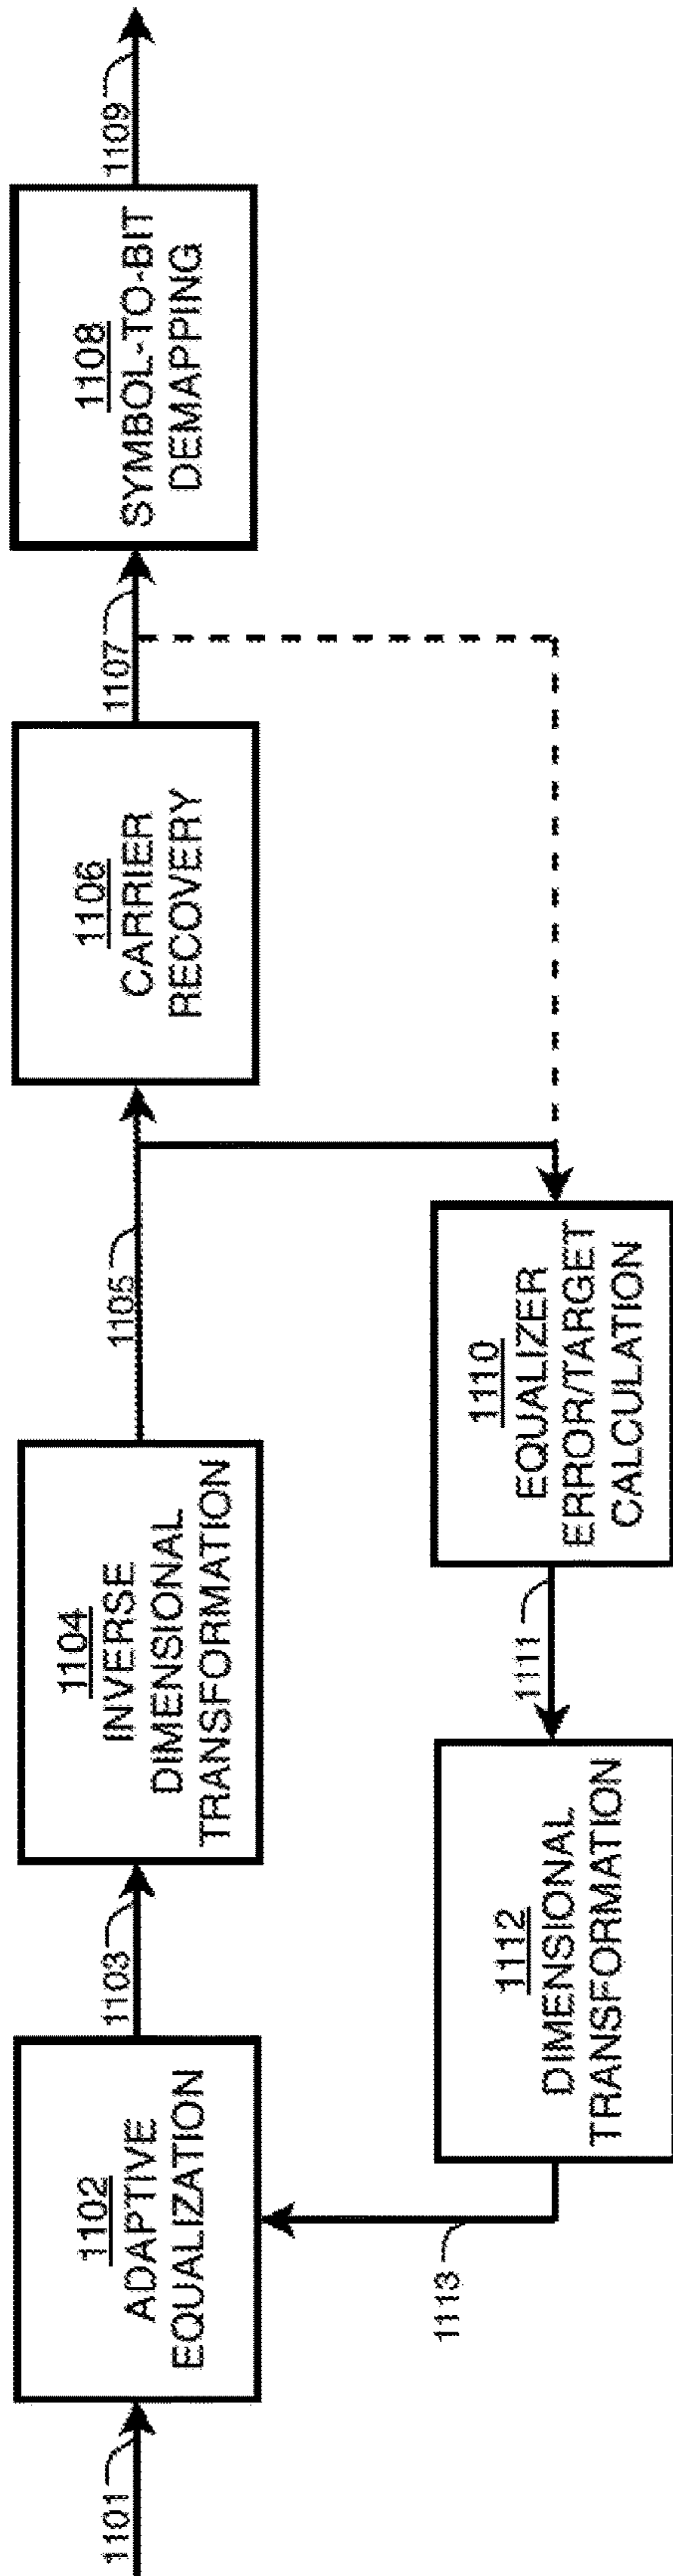 1101
1102
ADAPTIVE
EQUALIZATION
1103
1104
INVERSE
DIMENSIONAL
TRANSFORMATION
1105
1106
CARRIER
RECOVERY
1107
1108
SYMBOL-TO-BIT
DEMAPPING
1109
1113
1112
DIMENSIONAL
TRANSFORMATION
1111
1110
EQUALIZER
ERROR/TARGET
CALCULATION